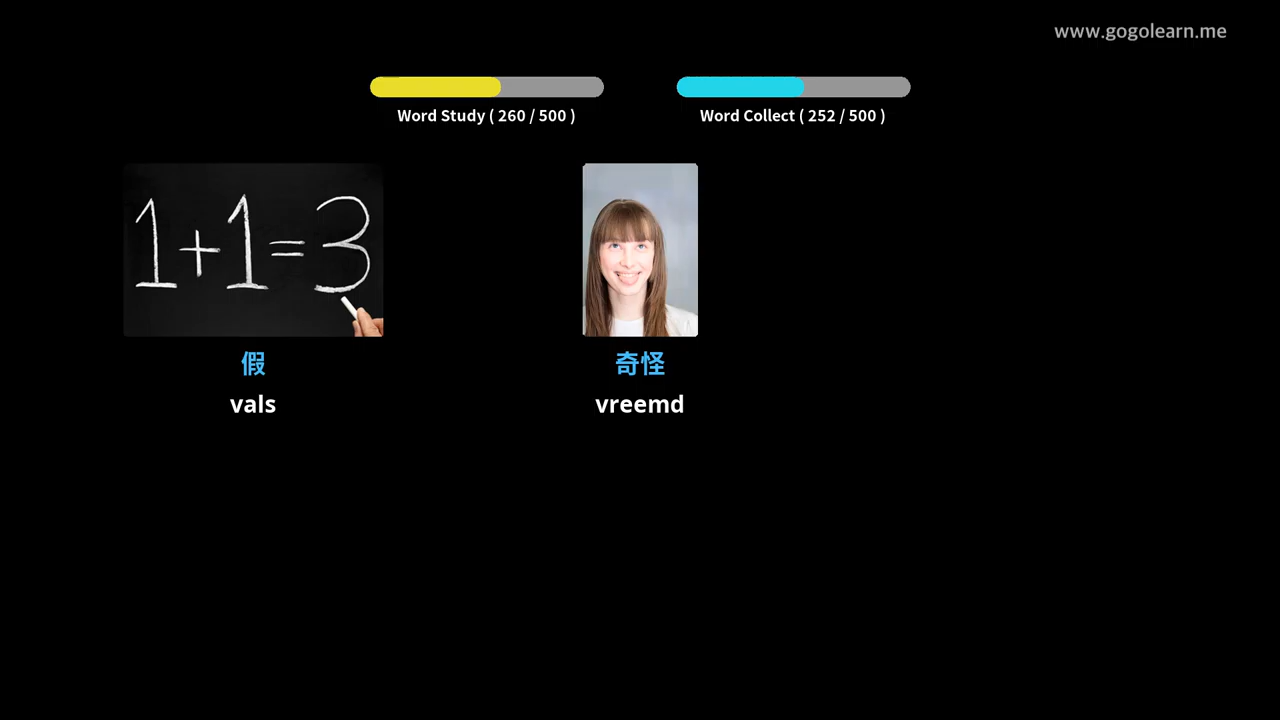 www.gogolearn.me
Word Study ( 260 / 500 )
Word Collect ( 252 / 500 )
1+1=3
假
奇怪
vals
vreemd